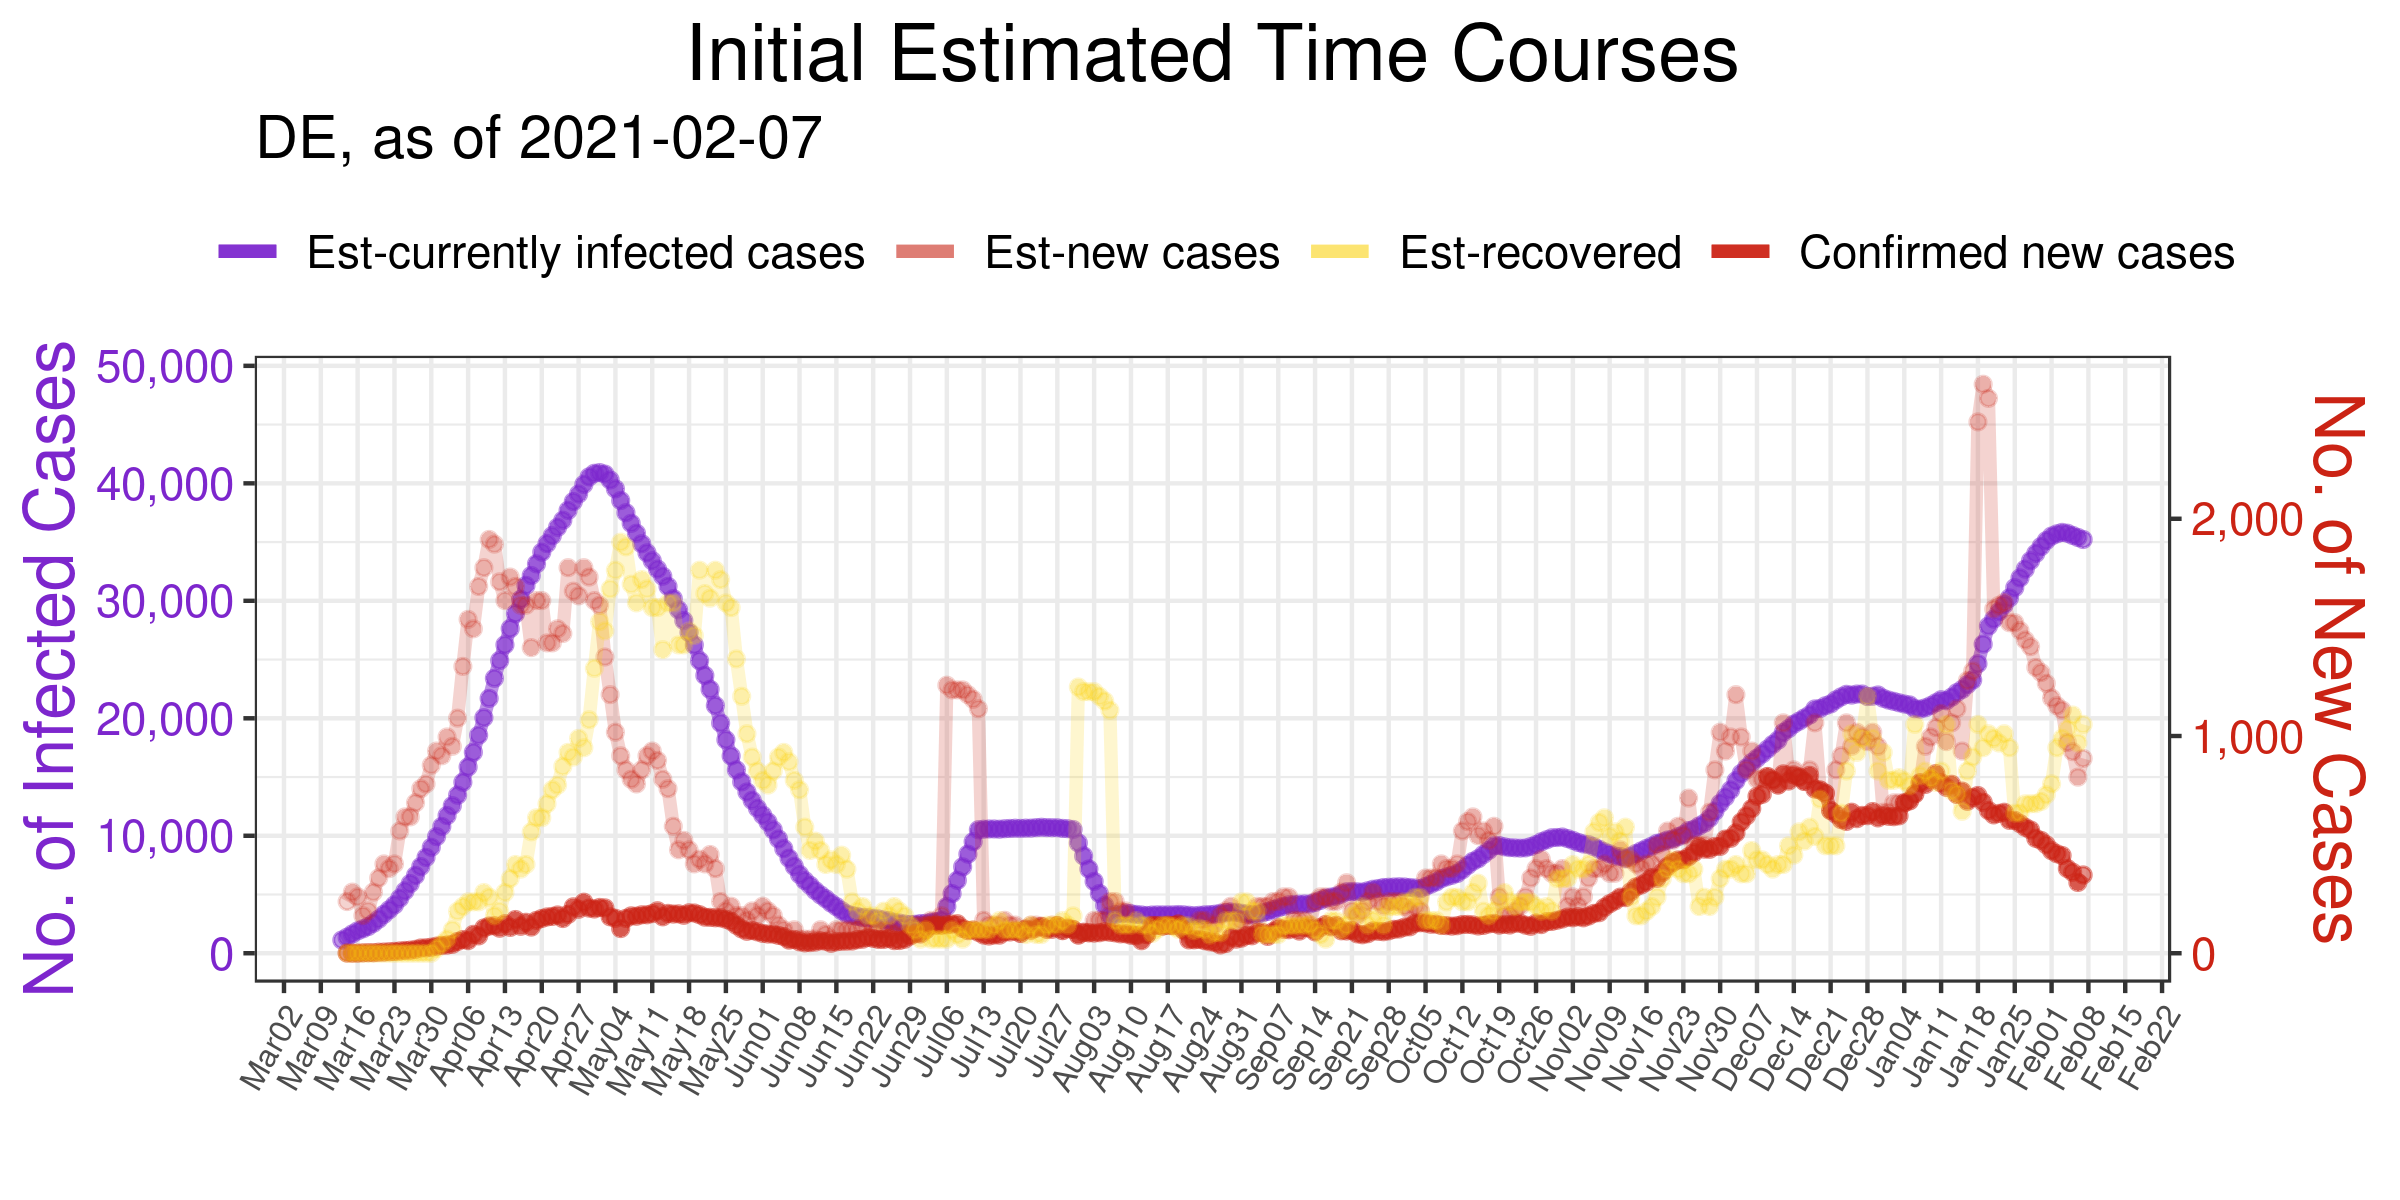 Initial Estimated Time Courses
DE, as of 2021-02-07
Est-currently infected cases Est-new cases Est-recovered Confirmed new cases
No. of Infected Cases
50,000
40,000
30,000
20,000
10,000
0
2,000
1,000
0
No. of New Cases
Mar02 Mar09 Mar16 Mar23 Mar30 Apr06 Apr13 Apr20 Apr27 May04 May11 May18 May25 Jun01 Jun08 Jun15 Jun22 Jun29 Jul06 Jul13 Jul20 Jul27 Aug03 Aug10 Aug17 Aug24 Aug31 Sep07 Sep14 Sep21 Sep28 Oct05 Oct12 Oct19 Oct26 Nov02 Nov09 Nov16 Nov23 Nov30 Dec07 Dec14 Dec21 Dec28 Jan04 Jan11 Jan18 Jan25 Feb01 Feb08 Feb15 Feb22